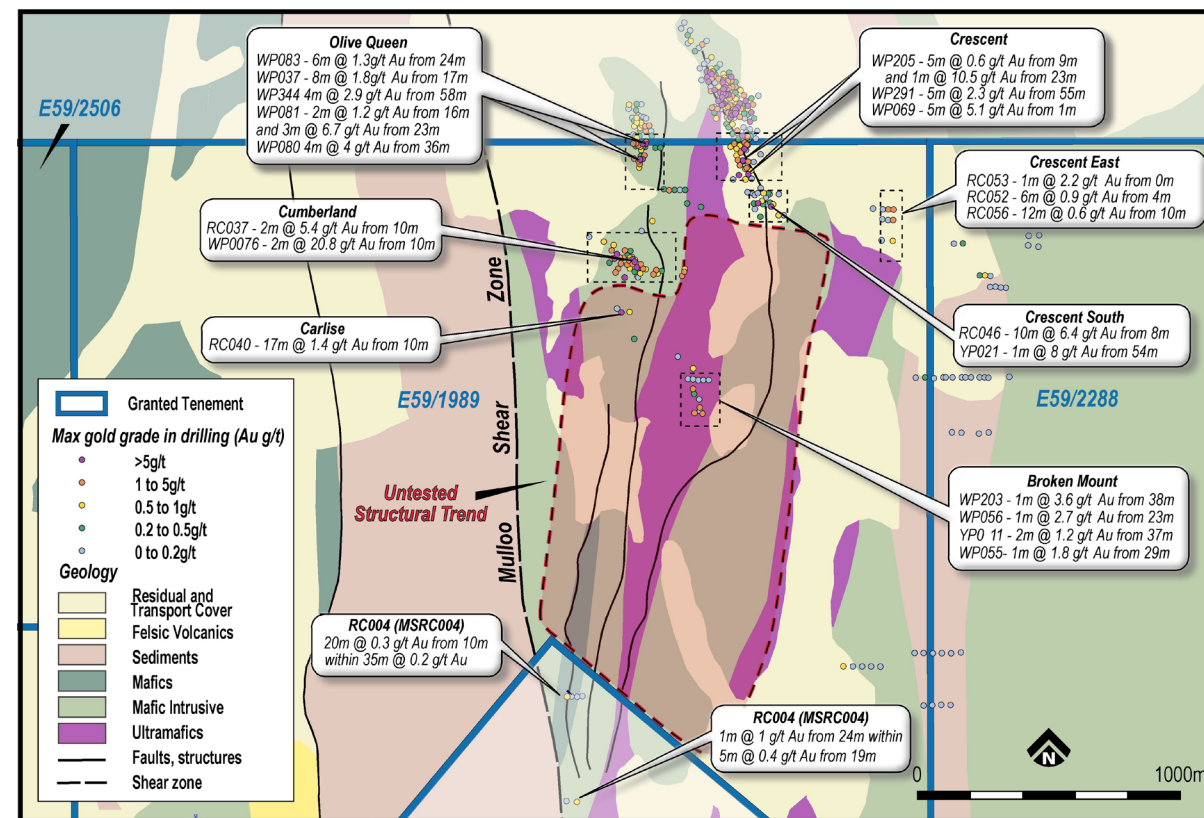 Olive Queen
WP083 - 6m @ 1.3g/t Au from 24m
WP037 - 8m @ 1.8g/t Au from 17m
WP344 4m @ 2.9 g/t Au from 58m
WP081 - 2m @ 1.2 g/t Au from 16m
and 3m @ 6.7 g/t Au from 23m
WP080 4m @ 4 g/t Au from 36m
Crescent
WP205 - 5m @ 0.6 g/t Au from 9m
and 1m @ 10.5 g/t Au from 23m
WP291 - 5m @ 2.3 g/t Au from 55m
WP069 - 5m @ 5.1 g/t Au from 1m
E59/2506
Crescent East
RC053 - 1m @ 2.2 g/t Au from 0m
RC052 - 6m @ 0.9 g/t Au from 4m
RC056 - 12m @ 0.6 g/t Au from 10m
Cumberland
RC037 - 2m @ 5.4 g/t Au from 10m
WP0076 - 2m @ 20.8 g/t Au from 10m
Carlise
RC040 - 17m @ 1.4 g/t Au from 10m
Crescent South
RC046 - 10m @ 6.4 g/t Au from 8m
YP021 - 1m @ 8 g/t Au from 54m
Mulloo Shear Zone
E59/1989
E59/2288
Untested
Structural Trend
Broken Mount
WP203 - 1m @ 3.6 g/t Au from 38m
WP056 - 1m @ 2.7 g/t Au from 23m
YP0 11 - 2m @ 1.2 g/t Au from 37m
WP055- 1m @ 1.8 g/t Au from 29m
Granted Tenement
Max gold grade in drilling (Au g/t)
>5g/t
1 to 5g/t
0.5 to 1g/t
0.2 to 0.5g/t
0 to 0.2g/t
Geology
Residual and
Transport Cover
Felsic Volcanics
Sediments
Mafics
Mafic Intrusive
Ultramafics
Faults, structures
Shear zone
RC004 (MSRC004)
20m @ 0.3 g/t Au from 10m
within 35m @ 0.2 g/t Au
RC004 (MSRC004)
1m @ 1 g/t Au from 24m within
5m @ 0.4 g/t Au from 19m
N
0 1000m